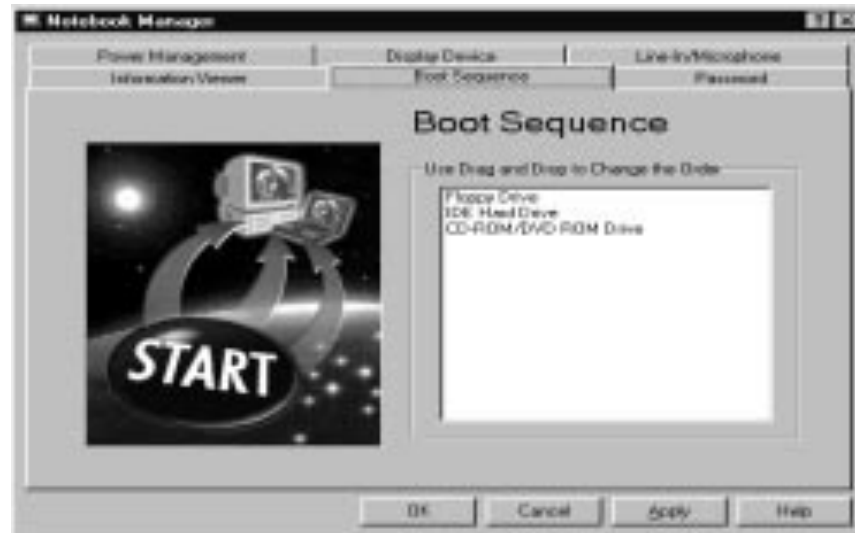 Notebook Manager
Power Management Display Device Line-In/Microphone
Information Viewer Boot Sequence Password
Boot Sequence
Use Drag and Drop to Change the Order
Floppy Drive
IDE Hard Drive
CD-ROM/DVD ROM Drive
START
OK Cancel Apply Help